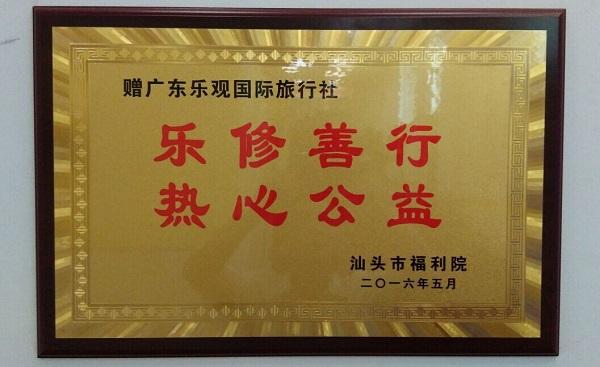 赠广东乐观国际旅行社
乐修善行
热心公益
汕头市福利院
二〇一六年五月